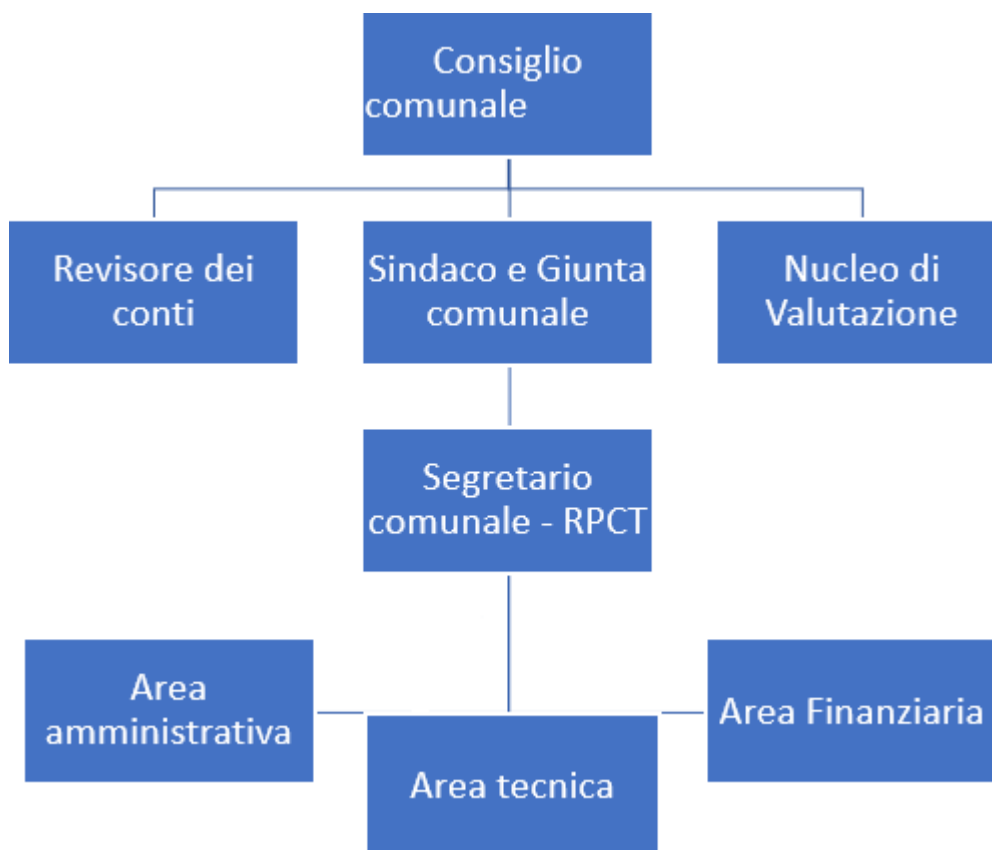 Consiglio
comunale
Revisore dei
conti
Sindaco e Giunta
comunale
Nucleo di
Valutazione
Segretario
comunale - RPCT
Area
amministrativa
Area tecnica
Area Finanziaria